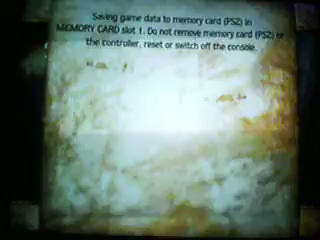 Saving game data to memory card (PS2) in
MEMORY CARD slot 1. Do not remove memory card (PS2) or
the controller, reset or switch off the console.